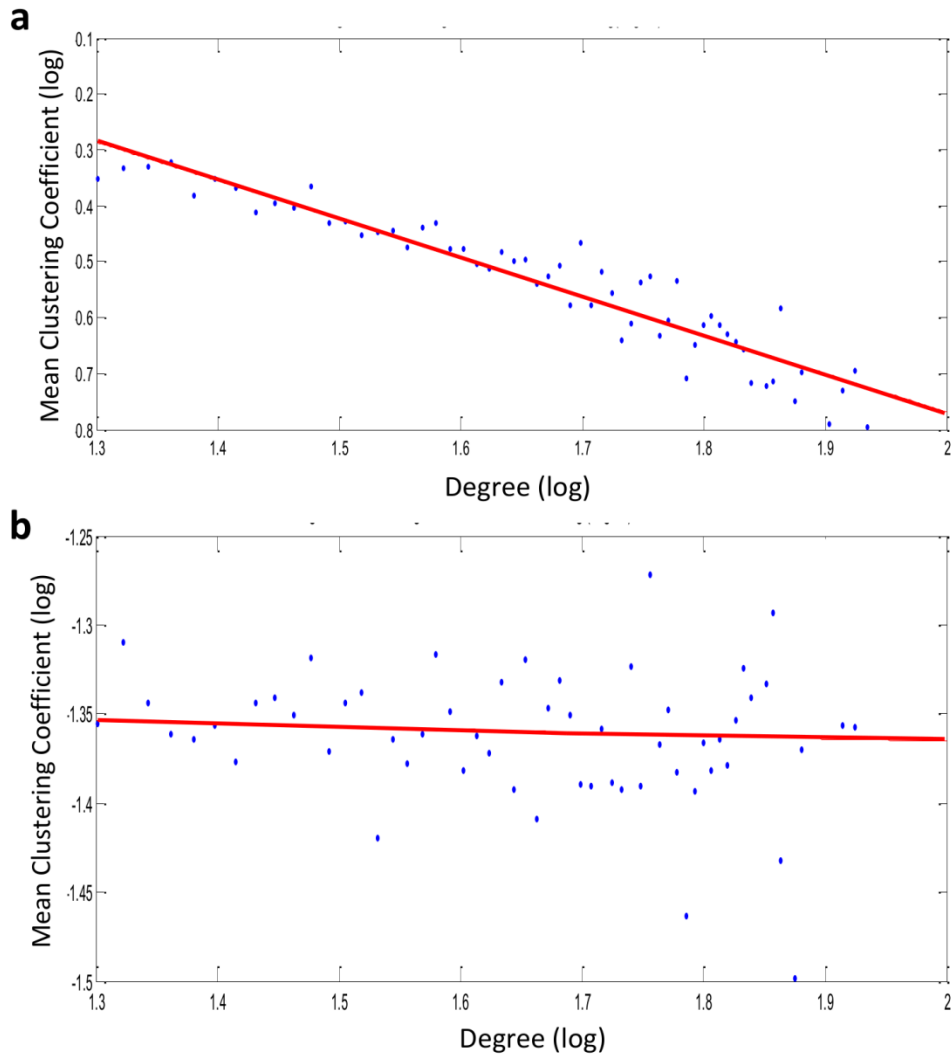 a
0.1
0.2
0.3
0.4
0.5
0.6
0.7
0.8
1.3 1.4 1.5 1.6 1.7 1.8 1.9 2
Mean Clustering Coefficient (log)
Degree (log)
b
-1.25
-1.3
-1.35
-1.4
-1.45
-1.5
1.3 1.4 1.5 1.6 1.7 1.8 1.9 2
Mean Clustering Coefficient (log)
Degree (log)